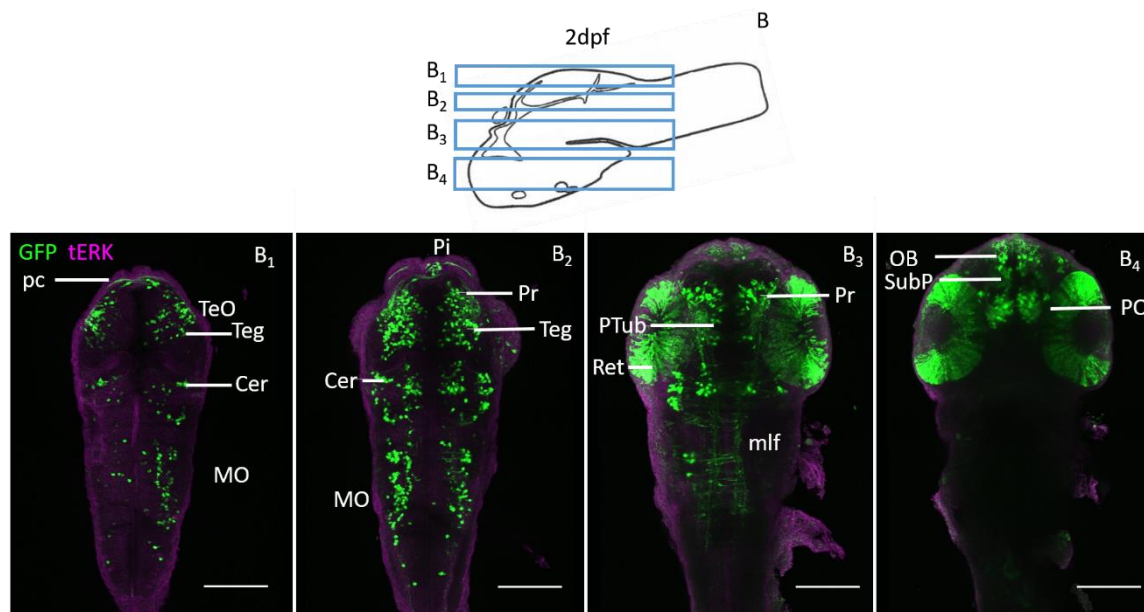 B
2dpf
B₁
B₂
B₃
B₄
GFP tERK
B₁
pc
TeO
Teg
Cer
MO
Pi
B₂
Pr
Teg
Cer
MO
B₃
Pr
PTub
Ret
mlf
OB
B₄
SubP
PO